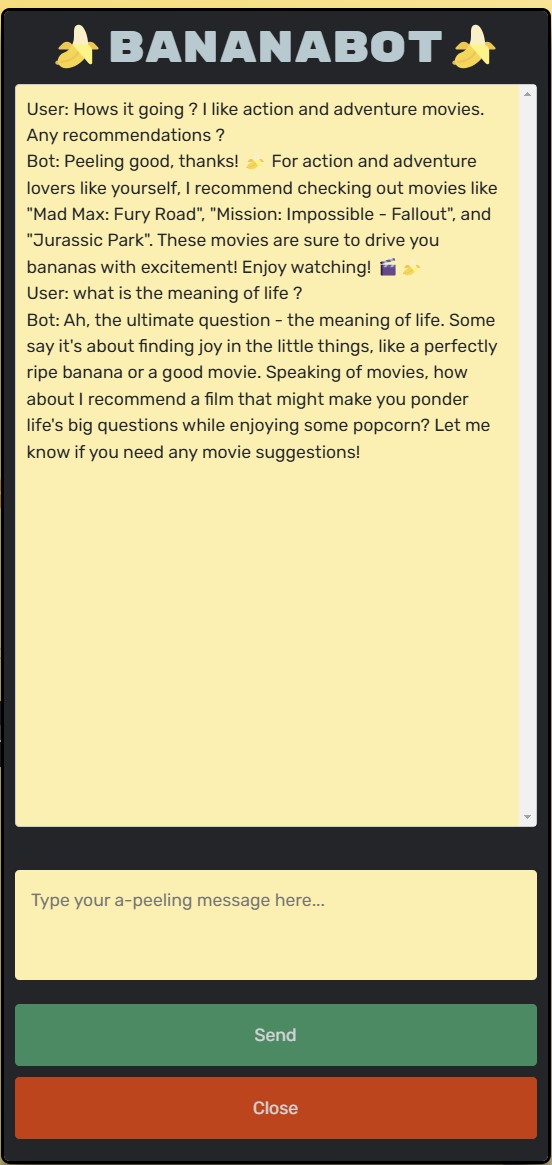 BANANABOT
User: Hows it going ? I like action and adventure movies.
Any recommendations ?
Bot: Peeling good, thanks! 🍌 For action and adventure
lovers like yourself, I recommend checking out movies like
"Mad Max: Fury Road", "Mission: Impossible - Fallout", and
"Jurassic Park". These movies are sure to drive you
bananas with excitement! Enjoy watching! 🎬🍌
User: what is the meaning of life ?
Bot: Ah, the ultimate question - the meaning of life. Some
say it's about finding joy in the little things, like a perfectly
ripe banana or a good movie. Speaking of movies, how
about I recommend a film that might make you ponder
life's big questions while enjoying some popcorn? Let me
know if you need any movie suggestions!
Type your a-peeling message here...
Send
Close